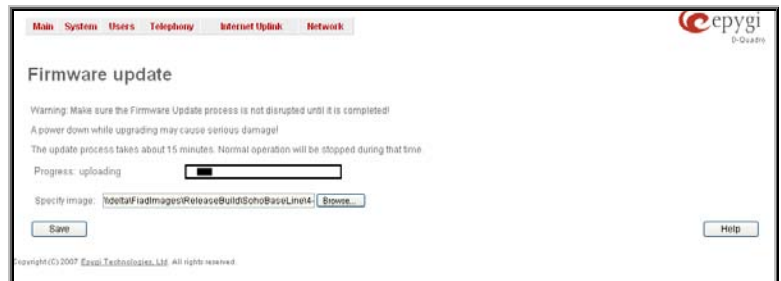 Main System Users Telephony Internet Uplink Network
epygi
D-Quadro
Firmware update
Warning: Make sure the Firmware Update process is not disrupted until it is completed!
A power down while upgrading may cause serious damage!
The update process takes about 15 minutes. Normal operation will be stopped during that time.
Progress: uploading
Specify image: \\delta\FiadImages\ReleaseBuild\SohoBaseLine\4- Browse...
Save Help
Copyright (C) 2007 Epygi Technologies, Ltd. All rights reserved.